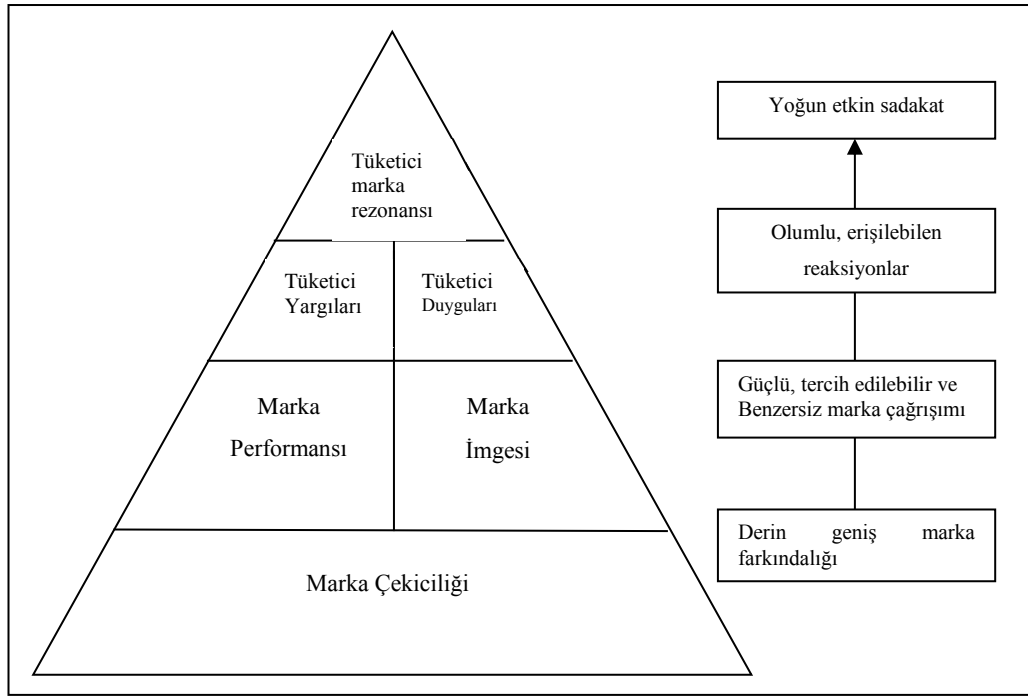 Tüketici
marka
rezonansı
Tüketici
Yargıları
Tüketici
Duyguları
Marka
Performansı
Marka
İmgesi
Marka Çekiciliği
Yoğun etkin sadakat
Olumlu, erişilebilen
reaksiyonlar
Güçlü, tercih edilebilir ve
Benzersiz marka çağrışımı
Derin geniş marka
farkındalığı